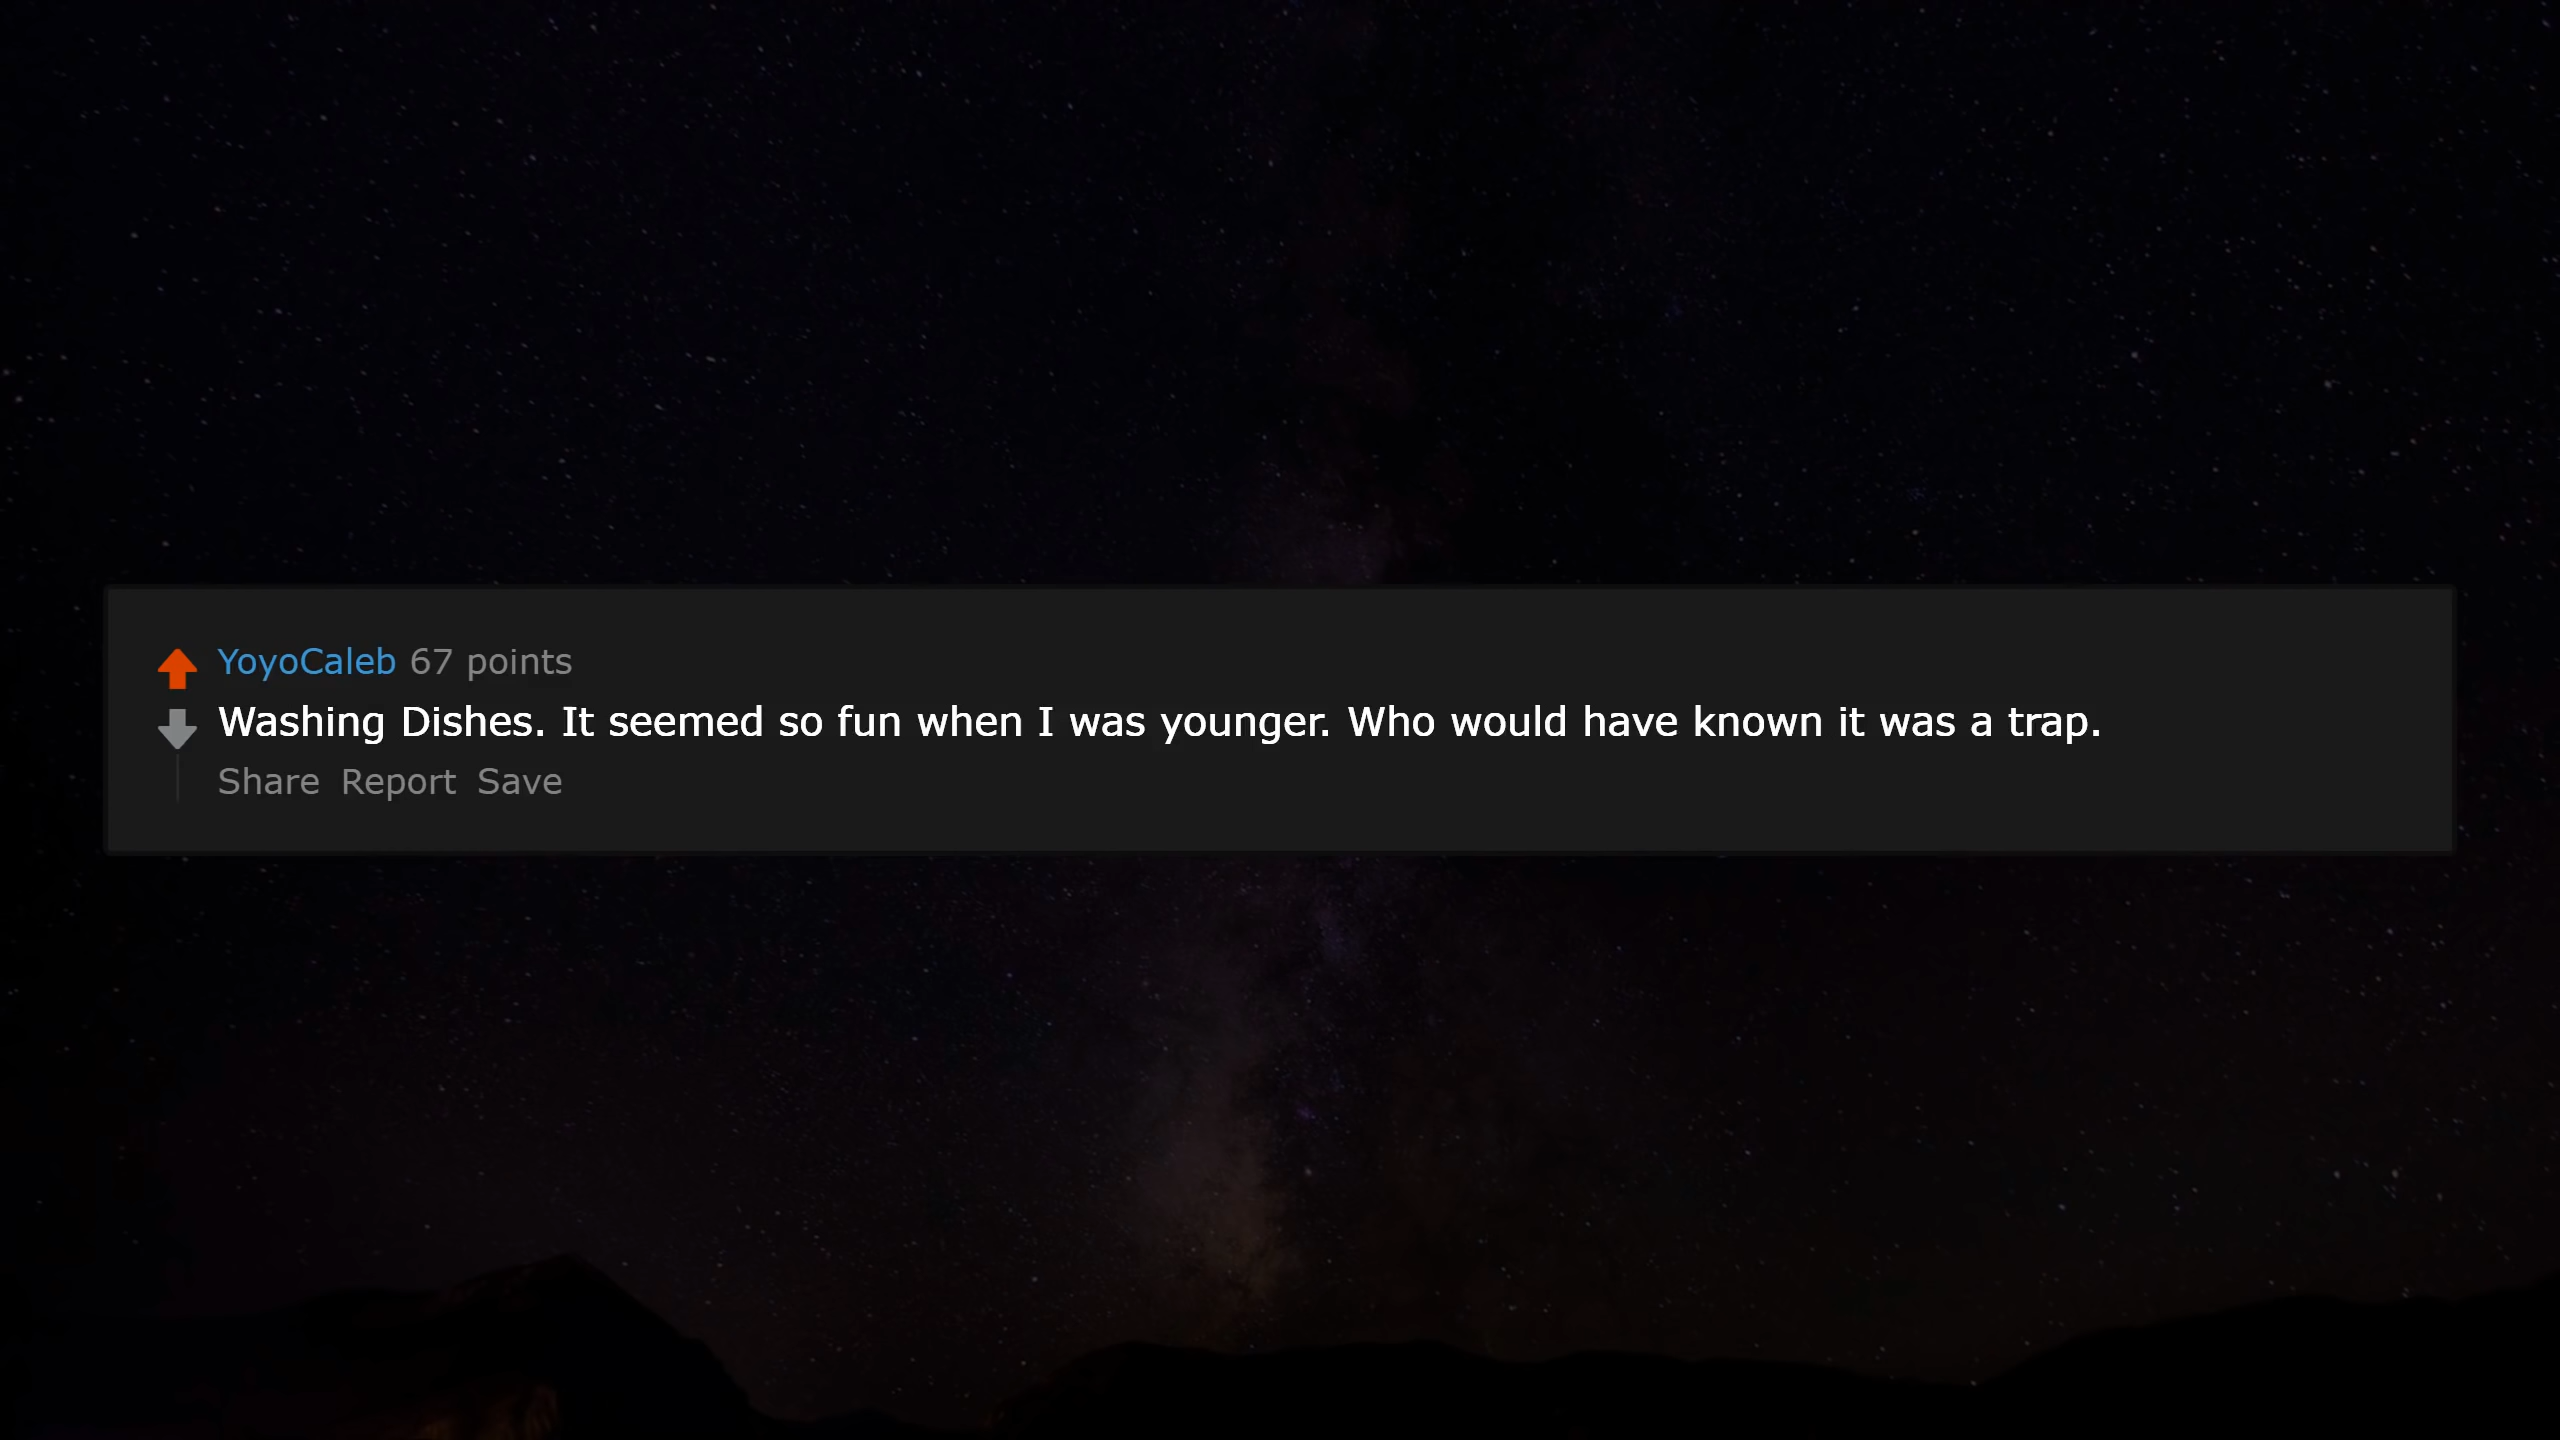 YoyoCaleb 67 points
Washing Dishes. It seemed so fun when I was younger. Who would have known it was a trap.
Share Report Save